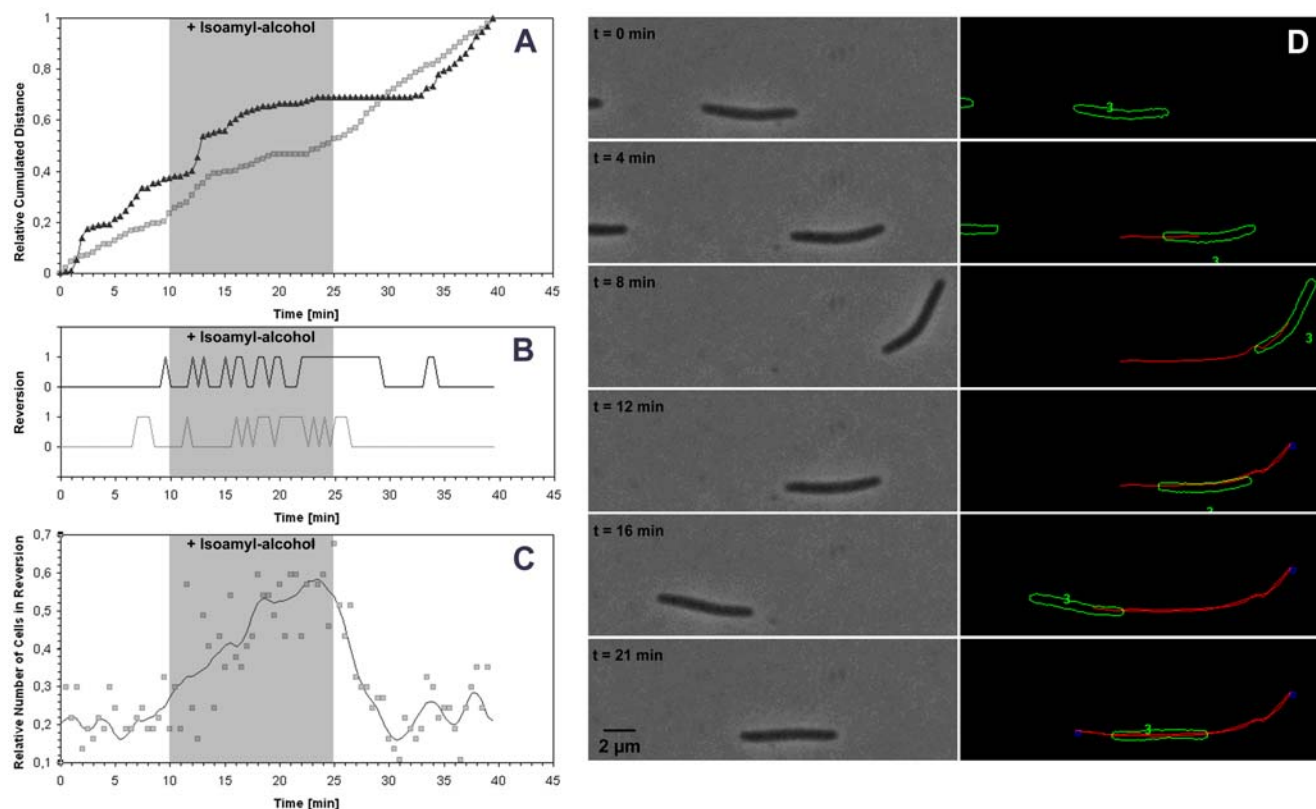 + Isoamyl-alcohol
A
Relative Cumulated Distance
1
0,8
0,6
0,4
0,2
0
0 5 10 15 20 25 30 35 40 45
Time [min]
+ Isoamyl-alcohol
B
Reversion
1
0
1
0
0 5 10 15 20 25 30 35 40 45
Time [min]
+ Isoamyl-alcohol
C
Relative Number of Cells in Reversion
0,7
0,6
0,5
0,4
0,3
0,2
0,1
0 5 10 15 20 25 30 35 40 45
Time [min]
D
t = 0 min
3
t = 4 min
3
t = 8 min
3
t = 12 min
3
t = 16 min
3
t = 21 min
3
2 µm